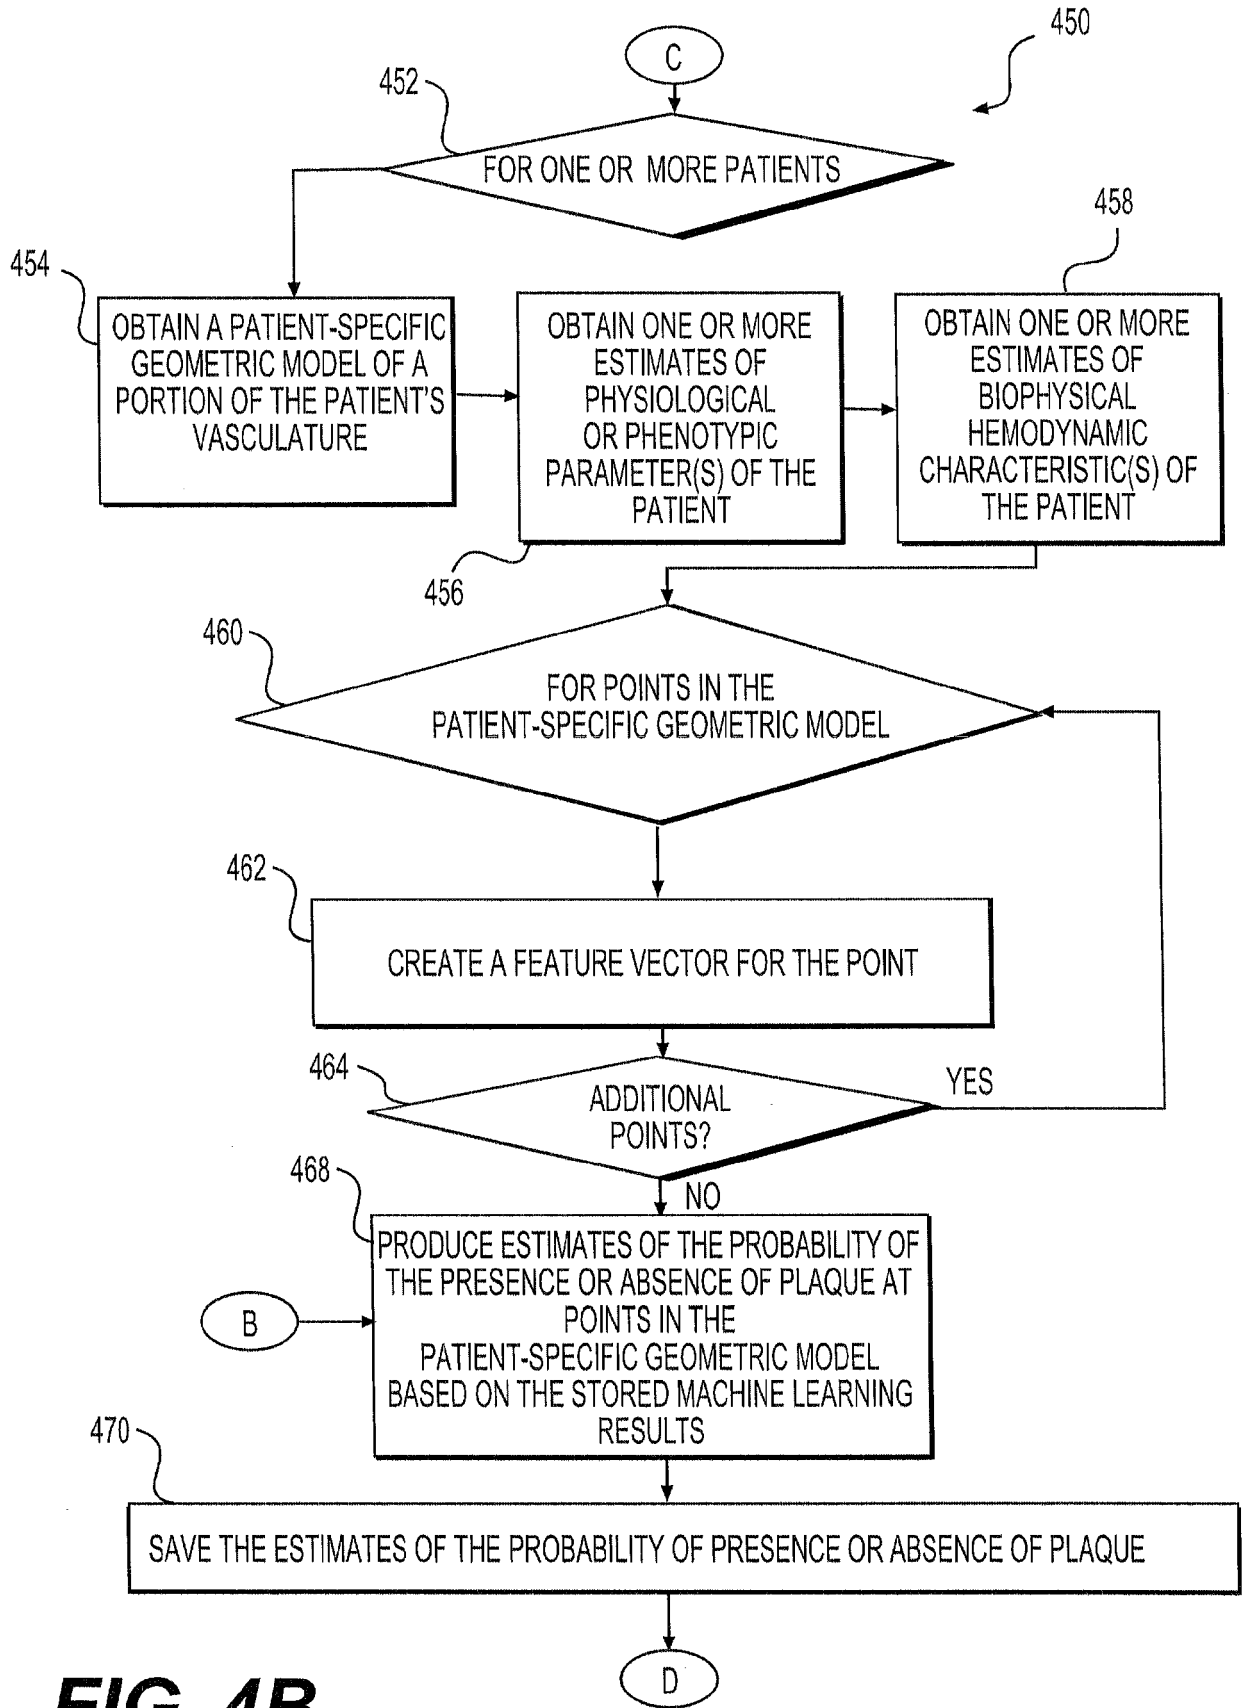 450
C
452
FOR ONE OR MORE PATIENTS
458
454
OBTAIN A PATIENT-SPECIFIC
GEOMETRIC MODEL OF A
PORTION OF THE PATIENT'S
VASCULATURE
OBTAIN ONE OR MORE
ESTIMATES OF
PHYSIOLOGICAL
OR PHENOTYPIC
PARAMETER(S) OF THE
PATIENT
OBTAIN ONE OR MORE
ESTIMATES OF
BIOPHYSICAL
HEMODYNAMIC
CHARACTERISTIC(S) OF
THE PATIENT
456
460
FOR POINTS IN THE
PATIENT-SPECIFIC GEOMETRIC MODEL
462
CREATE A FEATURE VECTOR FOR THE POINT
464
ADDITIONAL
POINTS?
YES
468
NO
PRODUCE ESTIMATES OF THE PROBABILITY OF
THE PRESENCE OR ABSENCE OF PLAQUE AT
POINTS IN THE
PATIENT-SPECIFIC GEOMETRIC MODEL
BASED ON THE STORED MACHINE LEARNING
RESULTS
B
470
SAVE THE ESTIMATES OF THE PROBABILITY OF PRESENCE OR ABSENCE OF PLAQUE
D
FIG. 4B